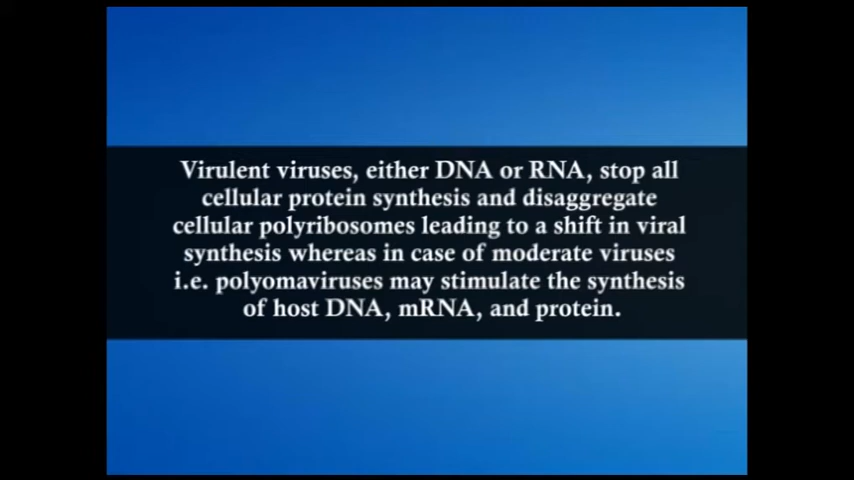 Virulent viruses, either DNA or RNA, stop all
cellular protein synthesis and disaggregate
cellular polyribosomes leading to a shift in viral
synthesis whereas in case of moderate viruses
i.e. polyomaviruses may stimulate the synthesis
of host DNA, mRNA, and protein.